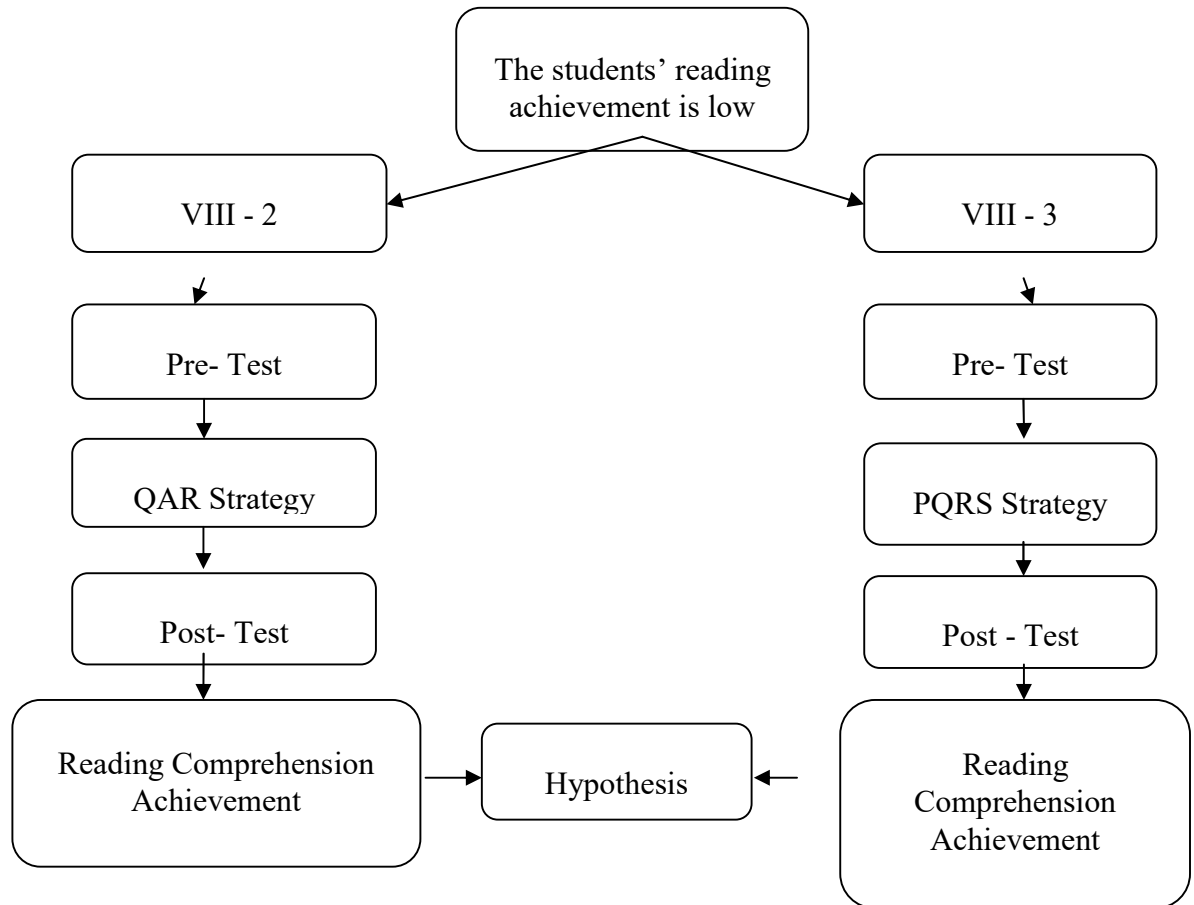 The students’ reading
achievement is low
VIII - 2
VIII - 3
Pre- Test
Pre- Test
QAR Strategy
PQRS Strategy
Post- Test
Post - Test
Reading Comprehension
Achievement
Hypothesis
Reading
Comprehension
Achievement